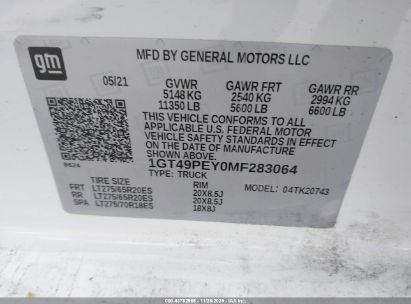 gm
MFD BY GENERAL MOTORS LLC
05/21 GVWR GAWR FRT GAWR RR
5148 KG 2540 KG 2994 KG
11350 LB 5600 LB 6600 LB
THIS VEHICLE CONFORMS TO ALL
APPLICABLE U.S. FEDERAL MOTOR
VEHICLE SAFETY STANDARDS IN
EFFECT ON THE DATE OF MANUFACTURE
SHOWN ABOVE.
8624 1GT49PEY0MF283064
TYPE: TRUCK MODEL: 04TK20743
TIRE SIZE RIM
FRT LT275/65R20ES 20X8.5J
RR LT275/65R20ES 20X8.5J
SPA LT275/70R18ES 18X8J